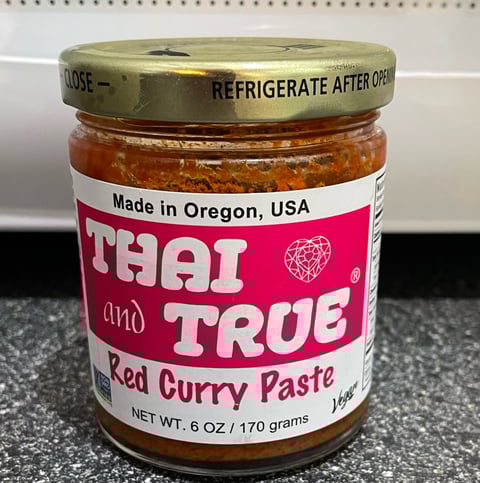 CLOSE —
REFRIGERATE AFTER OPENIN
Made in Oregon, USA
THAI
and TRUE®
Red Curry Paste
Vegan
NET WT. 6 OZ / 170 grams